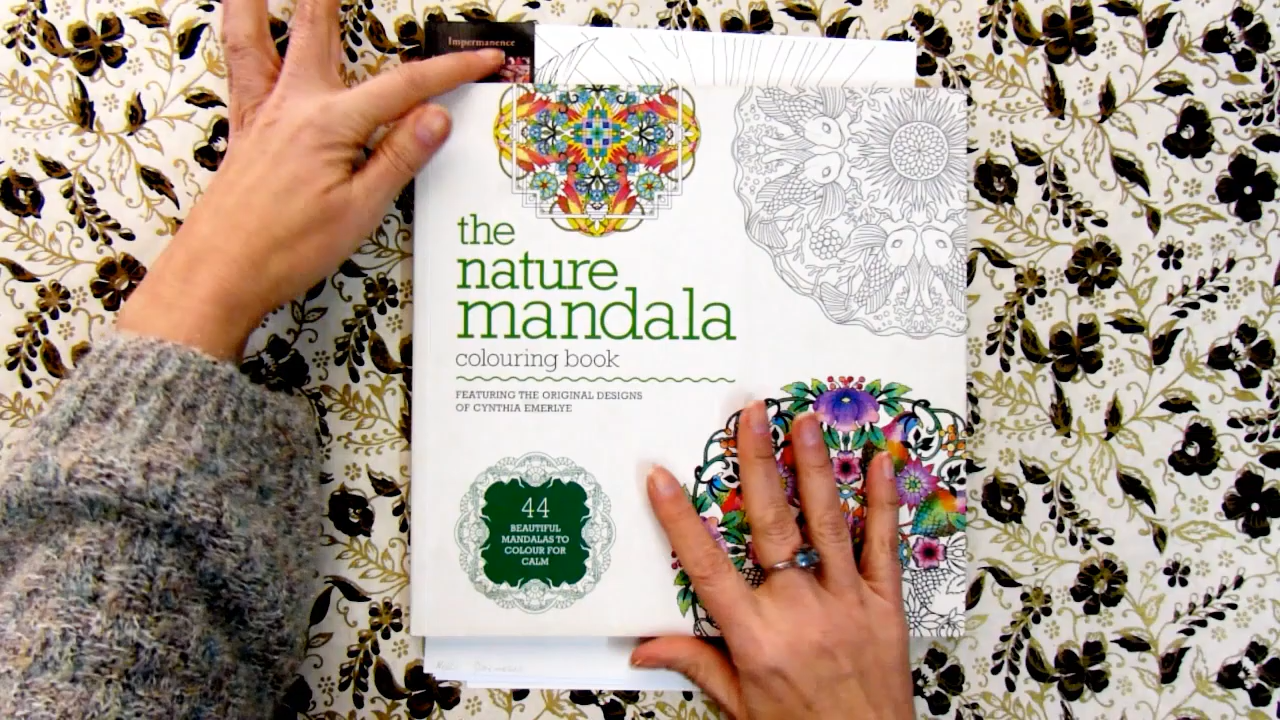 Impermanence
the
nature
mandala
colouring book
FEATURING THE ORIGINAL DESIGNS
OF CYNTHIA EMERLYE
44
BEAUTIFUL
MANDALAS TO
COLOUR FOR
CALM